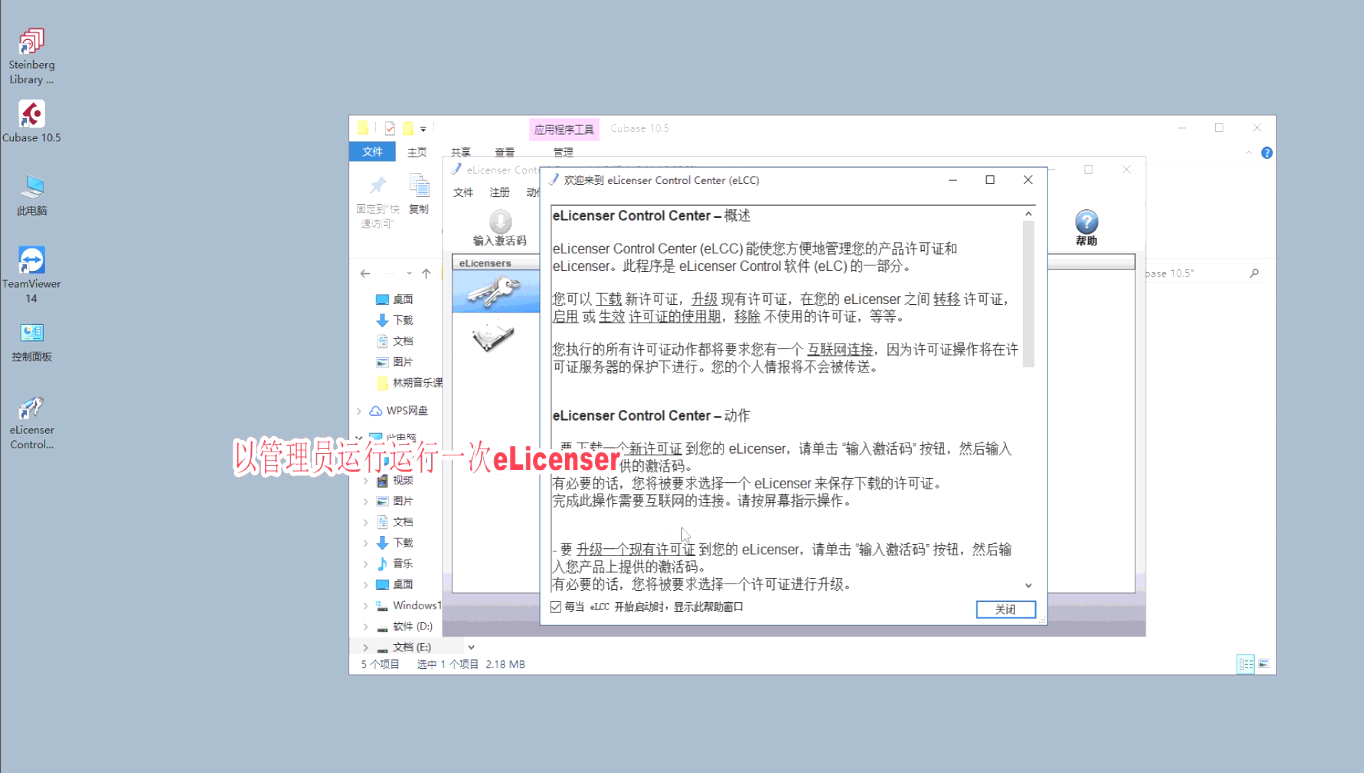 Steinberg
Library ...
Cubase 10.5
此电脑
TeamViewer
14
控制面板
eLicenser
Control...
应用程序工具
Cubase 10.5
文件
主页
共享
查看
管理
固定到"快
速访问"
复制
eLicenser Cont
文件
注册
输入激活码
帮助
eLicensers
base 10.5"
桌面
下载
文档
图片
林朔音乐课
WPS网盘
此电脑
视频
图片
文档
下载
音乐
桌面
Windows1
软件 (D:)
文档 (E:)
5 个项目
选中 1 个项目
2.18 MB
欢迎来到 eLicenser Control Center (eLCC)
eLicenser Control Center – 概述
eLicenser Control Center (eLCC) 能使您方便地管理您的产品许可证和
eLicenser。此程序是 eLicenser Control 软件 (eLC) 的一部分。
您可以 下载 新许可证，升级 现有许可证，在您的 eLicenser 之间 转移 许可证，
启用 或 生效 许可证的使用期，移除 不使用的许可证，等等。
您执行的所有许可证动作都将要求您有一个 互联网连接，因为许可证操作将在许
可证服务器的保护下进行。您的个人情报将不会被传送。
eLicenser Control Center – 动作
要 下载一个新许可证 到您的 eLicenser，请单击 “输入激活码” 按钮，然后输入
供的激活码。
有必要的话，您将被要求选择一个 eLicenser 来保存下载的许可证。
完成此操作需要互联网的连接。请按屏幕指示操作。
- 要 升级一个现有许可证 到您的 eLicenser，请单击 “输入激活码” 按钮，然后输
入您产品上提供的激活码。
有必要的话，您将被要求选择一个许可证进行升级。
每当 eLCC 开始启动时，显示此帮助窗口
关闭
以管理员运行运行一次eLicenser